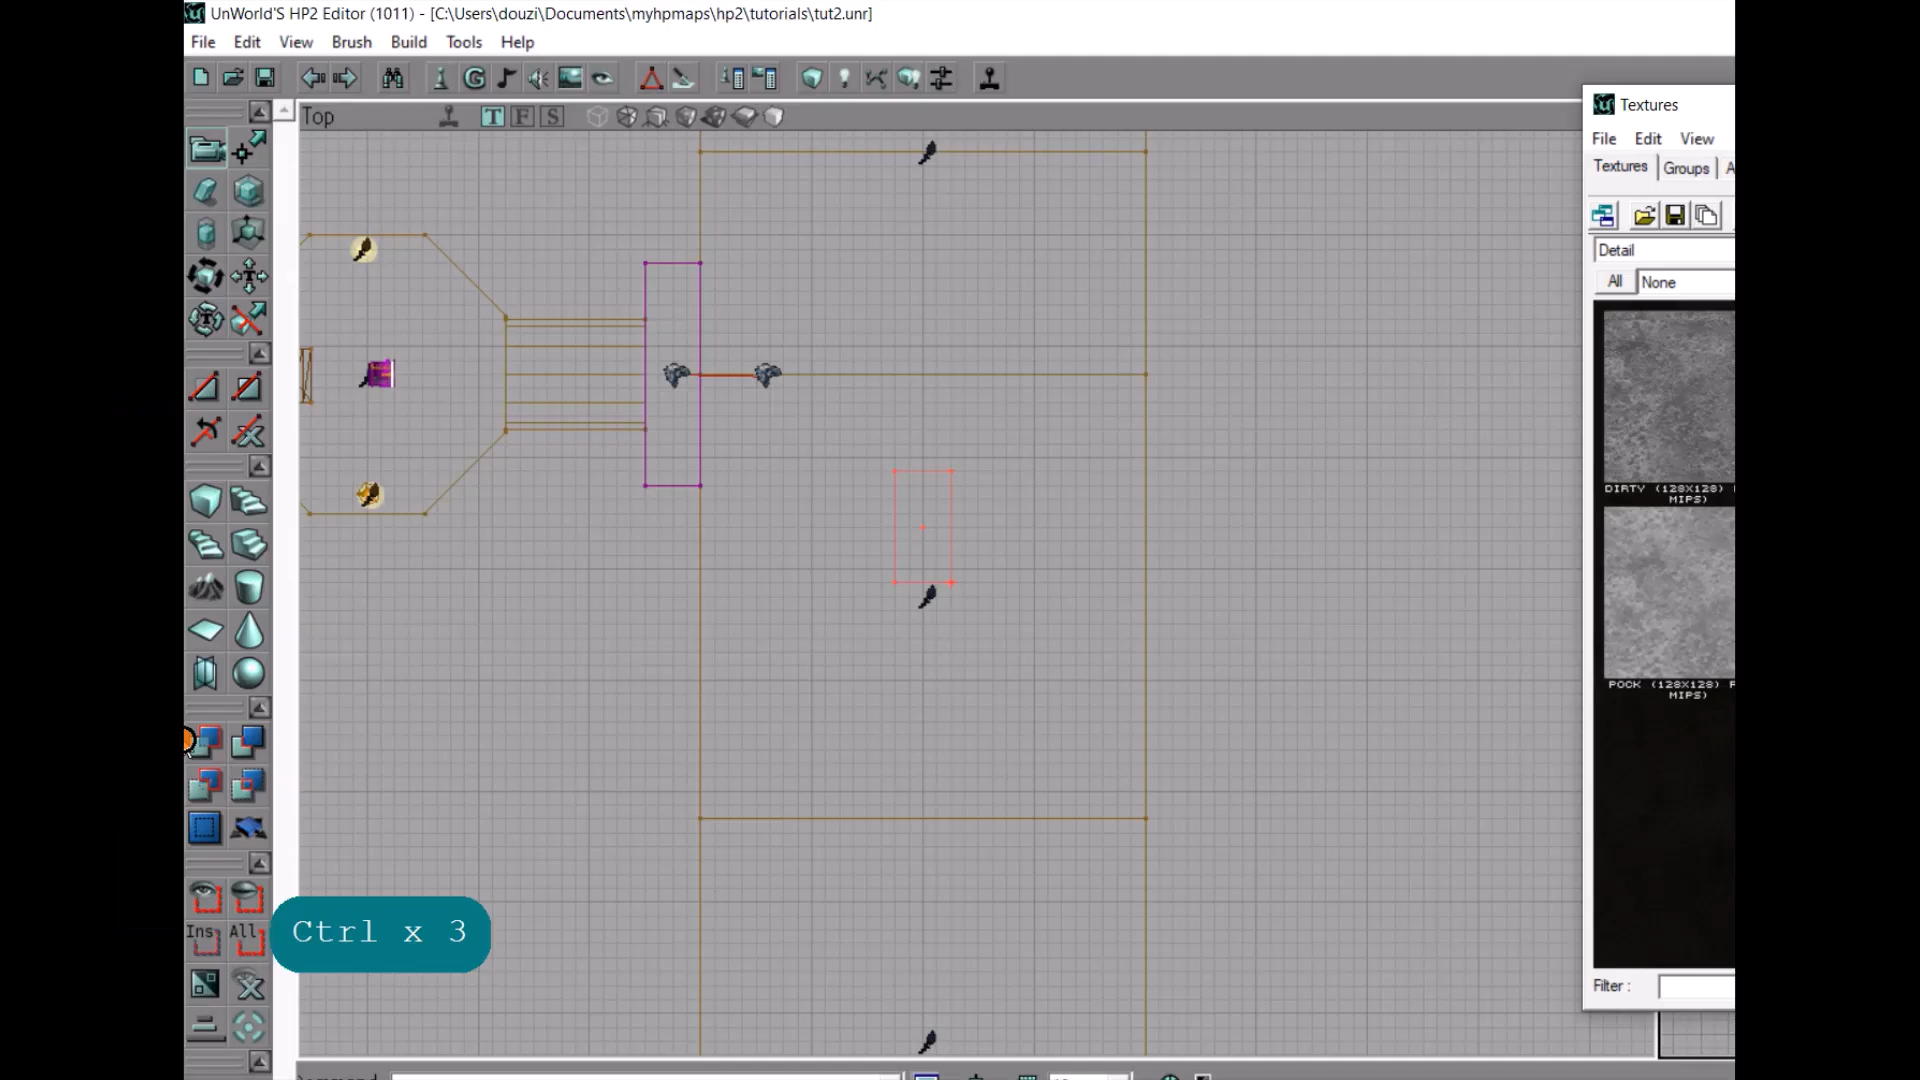 UnWorld'S HP2 Editor (1011) - [C:\Users\douzi\Documents\myhpmaps\hp2\tutorials\tut2.unr]
File Edit View Brush Build Tools Help
Top
T F S
Textures
File Edit View
Textures Groups A
Detail
All None
DIRTY (128X128)
MIPS)
POCK (128X128)
MIPS)
Ins All
Ctrl x 3
Filter :